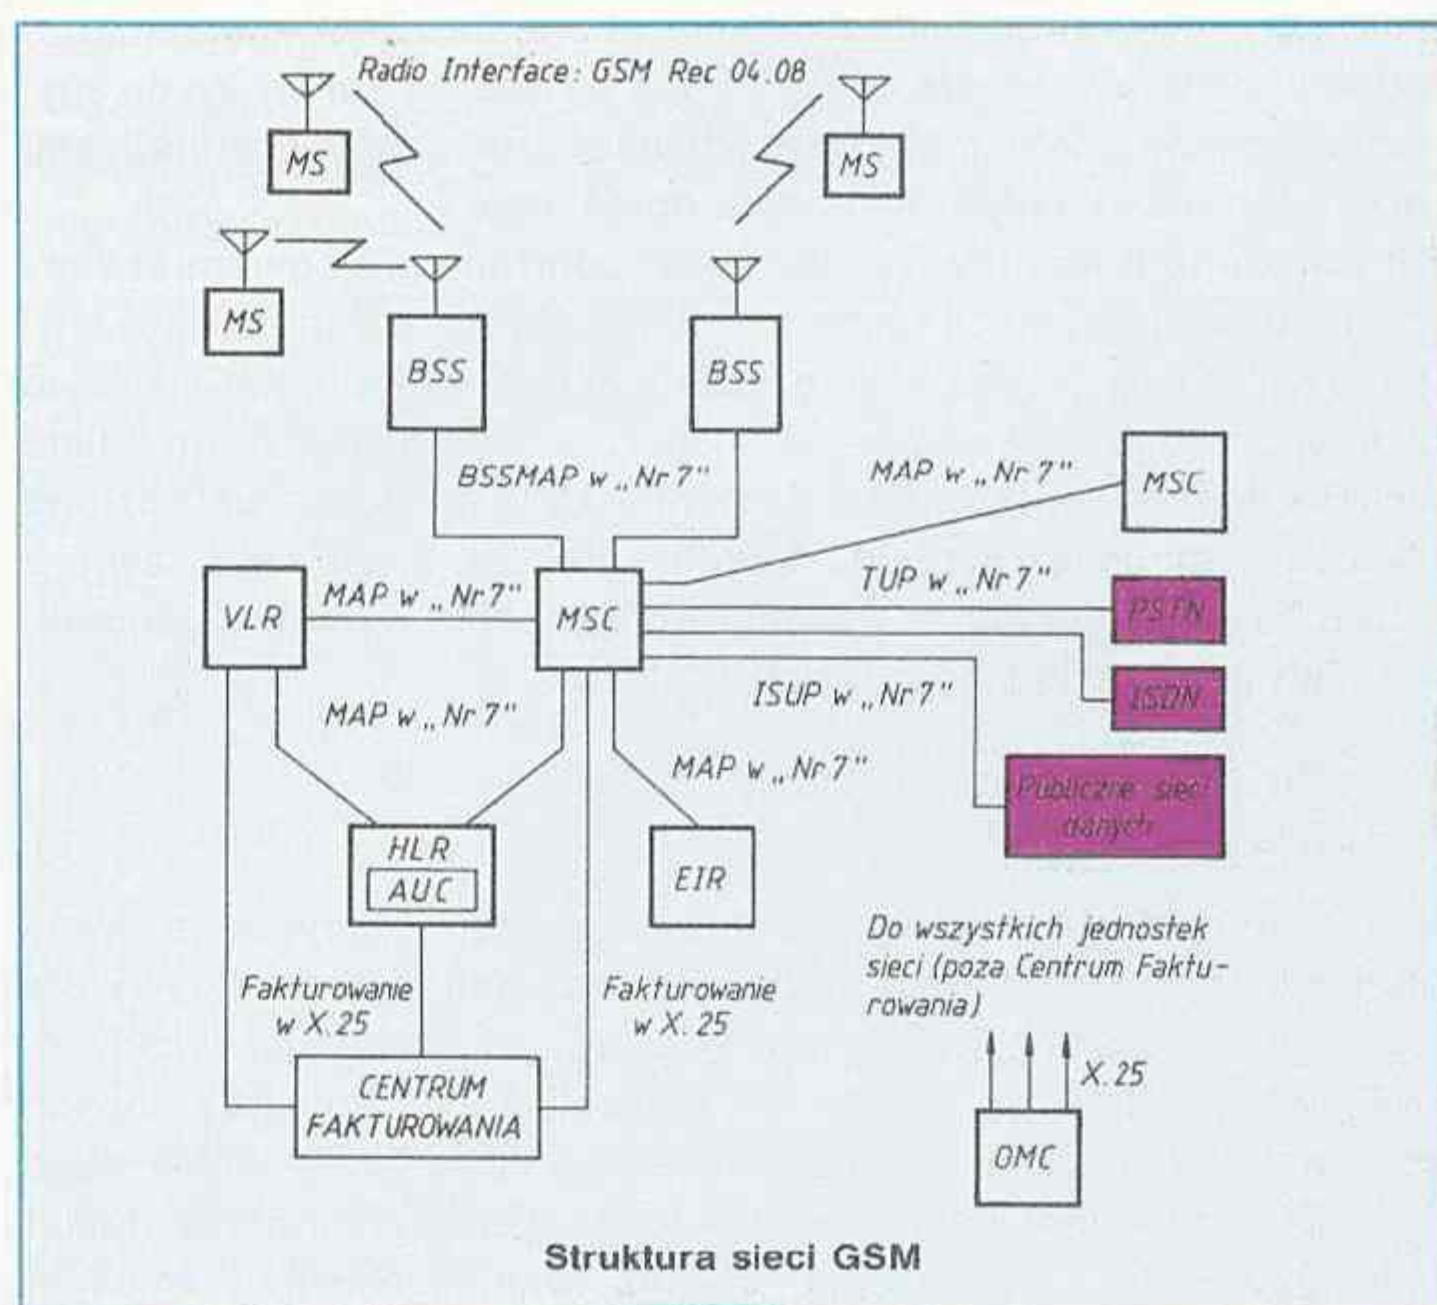 Radio Interface: GSM Rec 04.08
MS
MS
MS
BSS
BSS
BSSMAP w „Nr 7"
MAP w „Nr 7"
MSC
VLR
MAP w „Nr 7"
MSC
TUP w „Nr 7"
PSTN
ISDN
MAP w „Nr 7"
ISUP w „Nr 7"
MAP w „Nr 7"
Publiczne sieci
danych
HLR
AUC
EIR
Do wszystkich jednostek
sieci (poza Centrum Faktu-
rowania)
Fakturowanie
w X.25
Fakturowanie
w X.25
X.25
CENTRUM
FAKTUROWANIA
OMC
Struktura sieci GSM